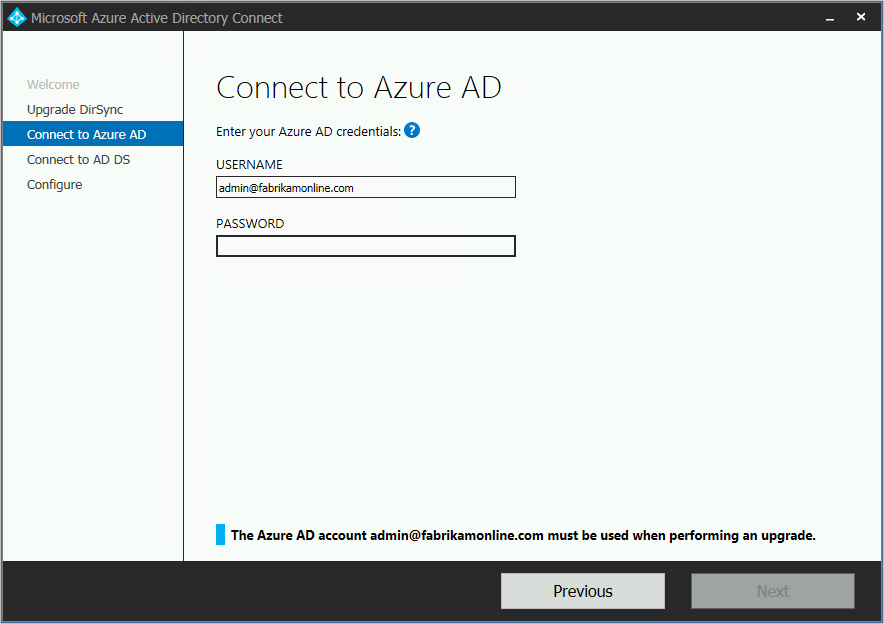 Microsoft Azure Active Directory Connect
Welcome
Upgrade DirSync
Connect to Azure AD
Connect to AD DS
Configure
Connect to Azure AD
Enter your Azure AD credentials: ?
USERNAME
admin@fabrikamonline.com
PASSWORD
The Azure AD account admin@fabrikamonline.com must be used when performing an upgrade.
Previous
Next